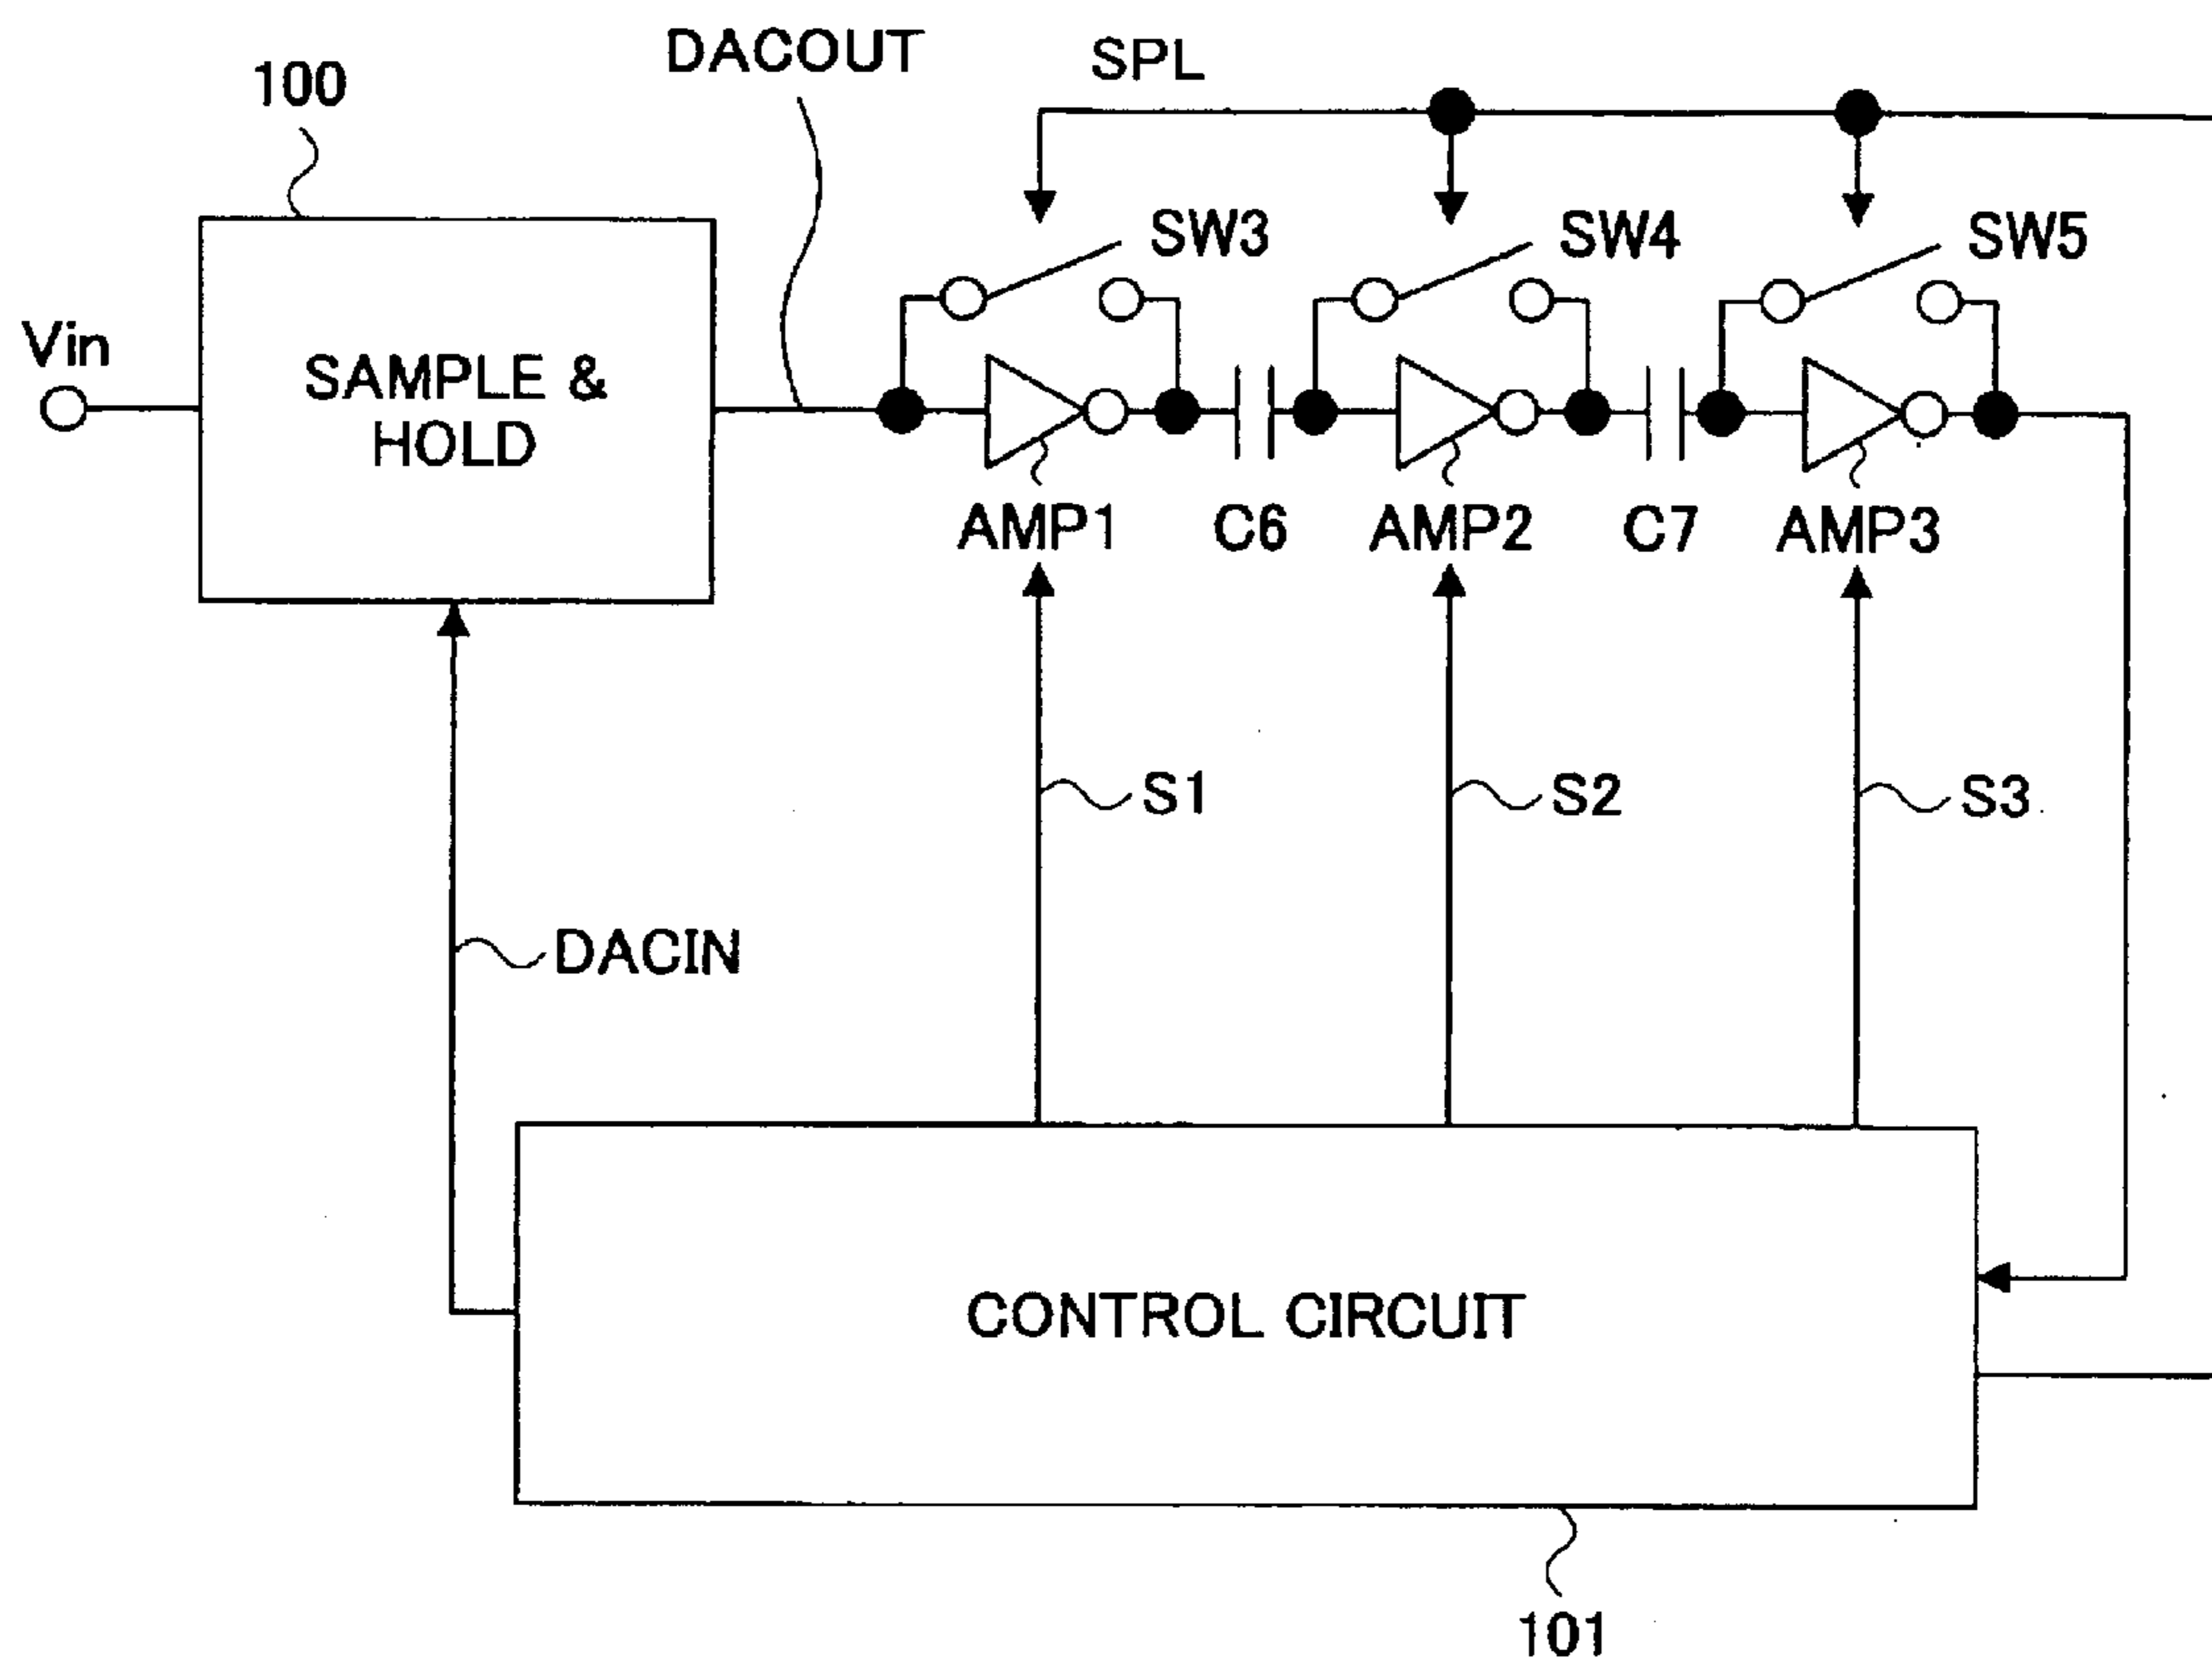 DACOUT
SPL
100
SW3
SW4
SW5
Vin
SAMPLE &
HOLD
AMP1
C6
AMP2
C7
AMP3
S1
S2
S3
DACIN
CONTROL CIRCUIT
101